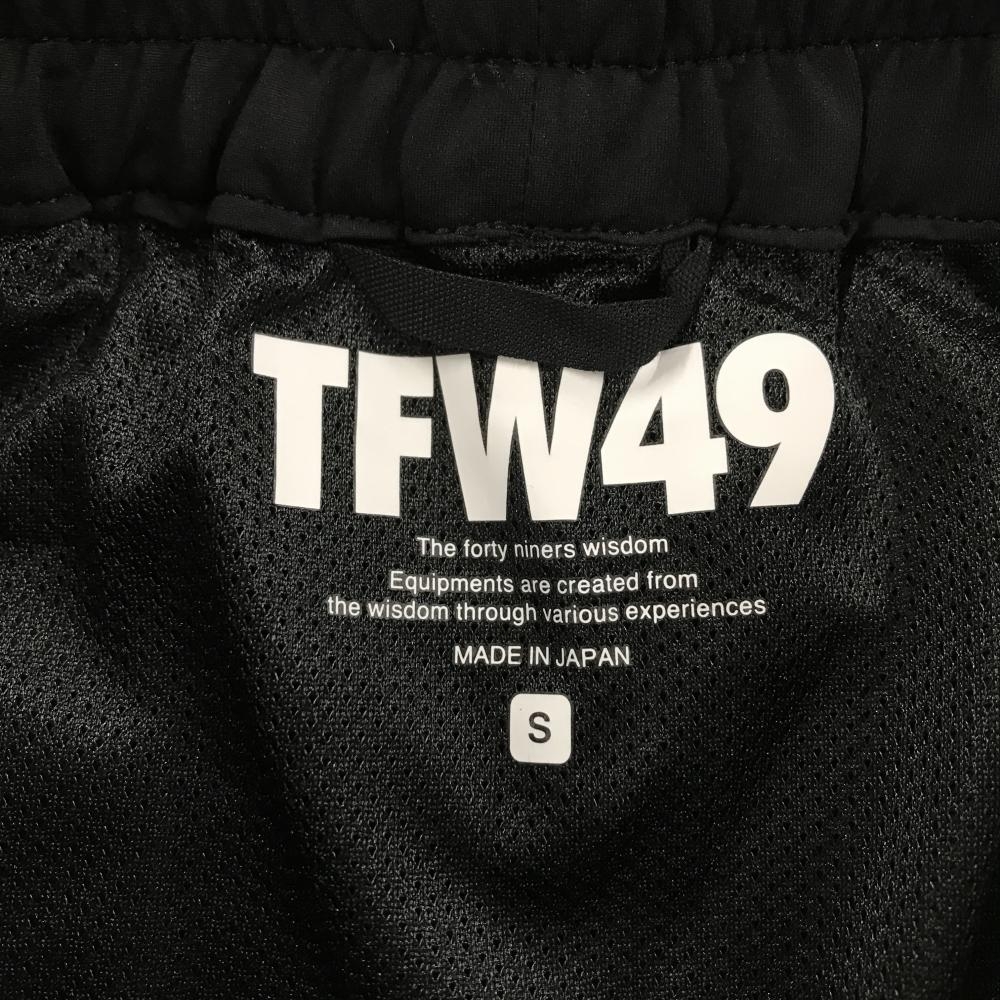 TFW49
The forty niners wisdom
Equipments are created from
the wisdom through various experiences
MADE IN JAPAN
S